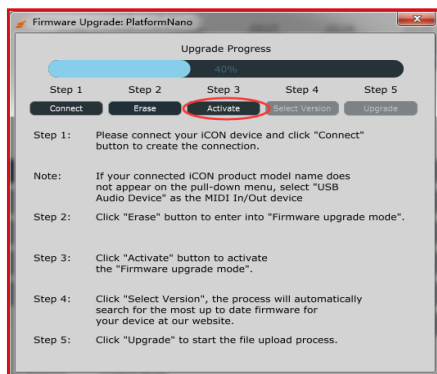 Firmware Upgrade: PlatformNano
Upgrade Progress
40%
Step 1 Step 2 Step 3 Step 4 Step 5
Connect Erase Activate Select Version Upgrade
Step 1: Please connect your iCON device and click "Connect"
button to create the connection.
Note: If your connected iCON product model name does
not appear on the pull-down menu, select "USB
Audio Device" as the MIDI In/Out device
Step 2: Click "Erase" button to enter into "Firmware upgrade mode".
Step 3: Click "Activate" button to activate
the "Firmware upgrade mode".
Step 4: Click "Select Version", the process will automatically
search for the most up to date firmware for
your device at our website.
Step 5: Click "Upgrade" to start the file upload process.